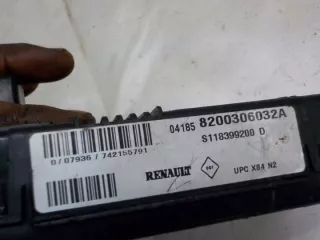 04185 8200306032A
S118399200 D
0/07936/742155791
RENAULT
UPC X84 N2